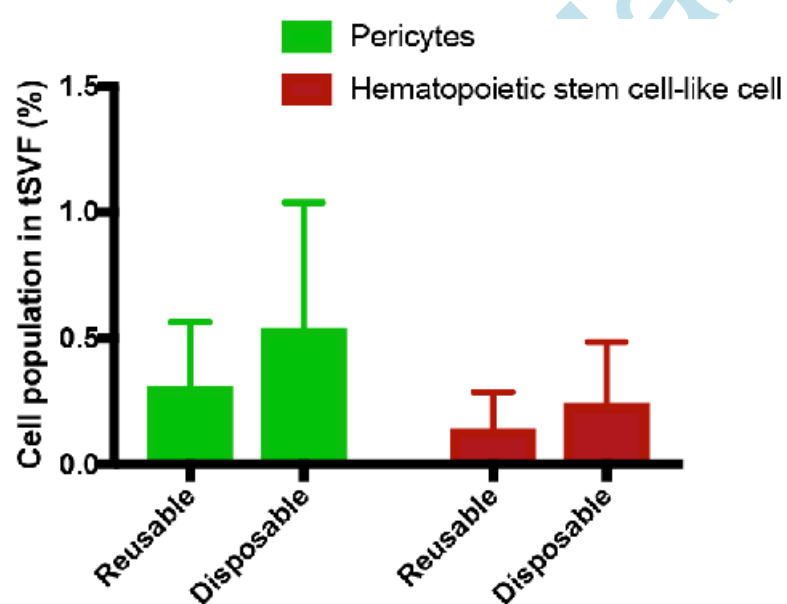 Pericytes
Hematopoietic stem cell-like cell
Cell population in tSVF (%)
1.5
1.0
0.5
0.0
Reusable
Disposable
Reusable
Disposable